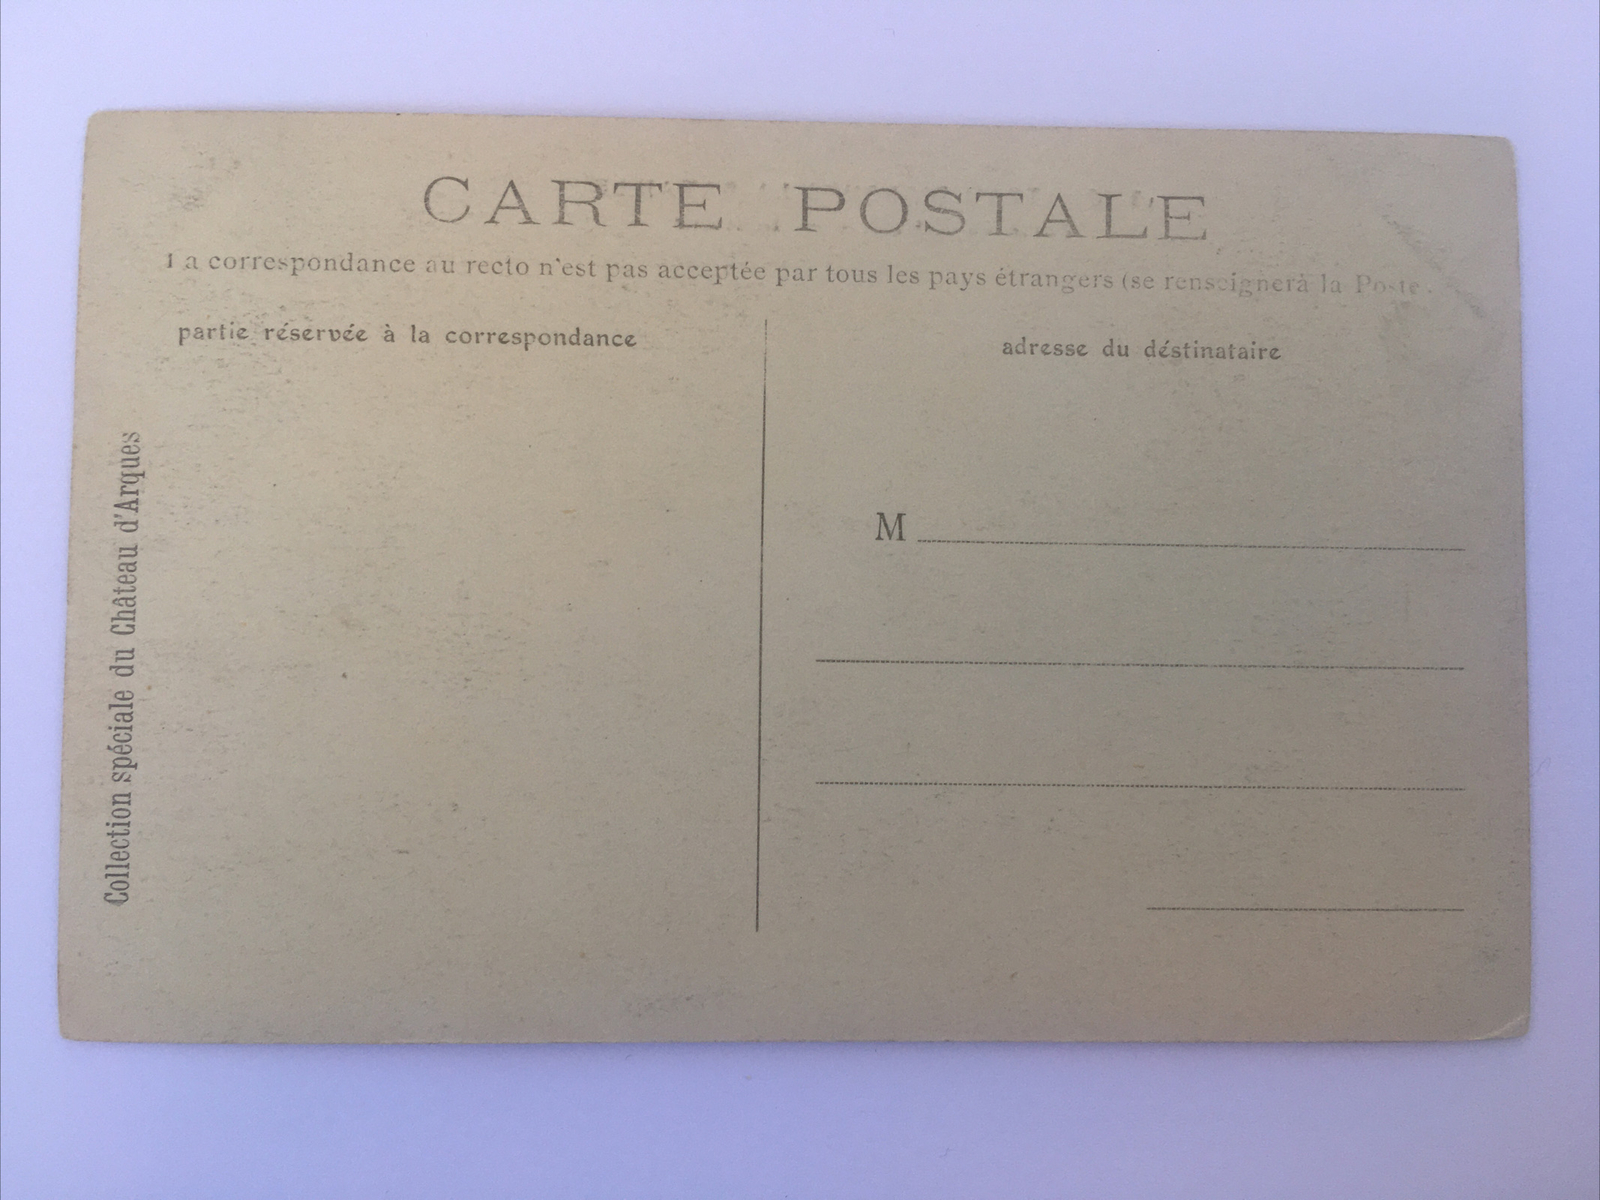 CARTE POSTALE
La correspondance au recto n'est pas acceptée par tous les pays étrangers (se renseignerà la Poste.
partie réservée à la correspondance
adresse du déstinataire
M
Collection spéciale du Château d'Arques